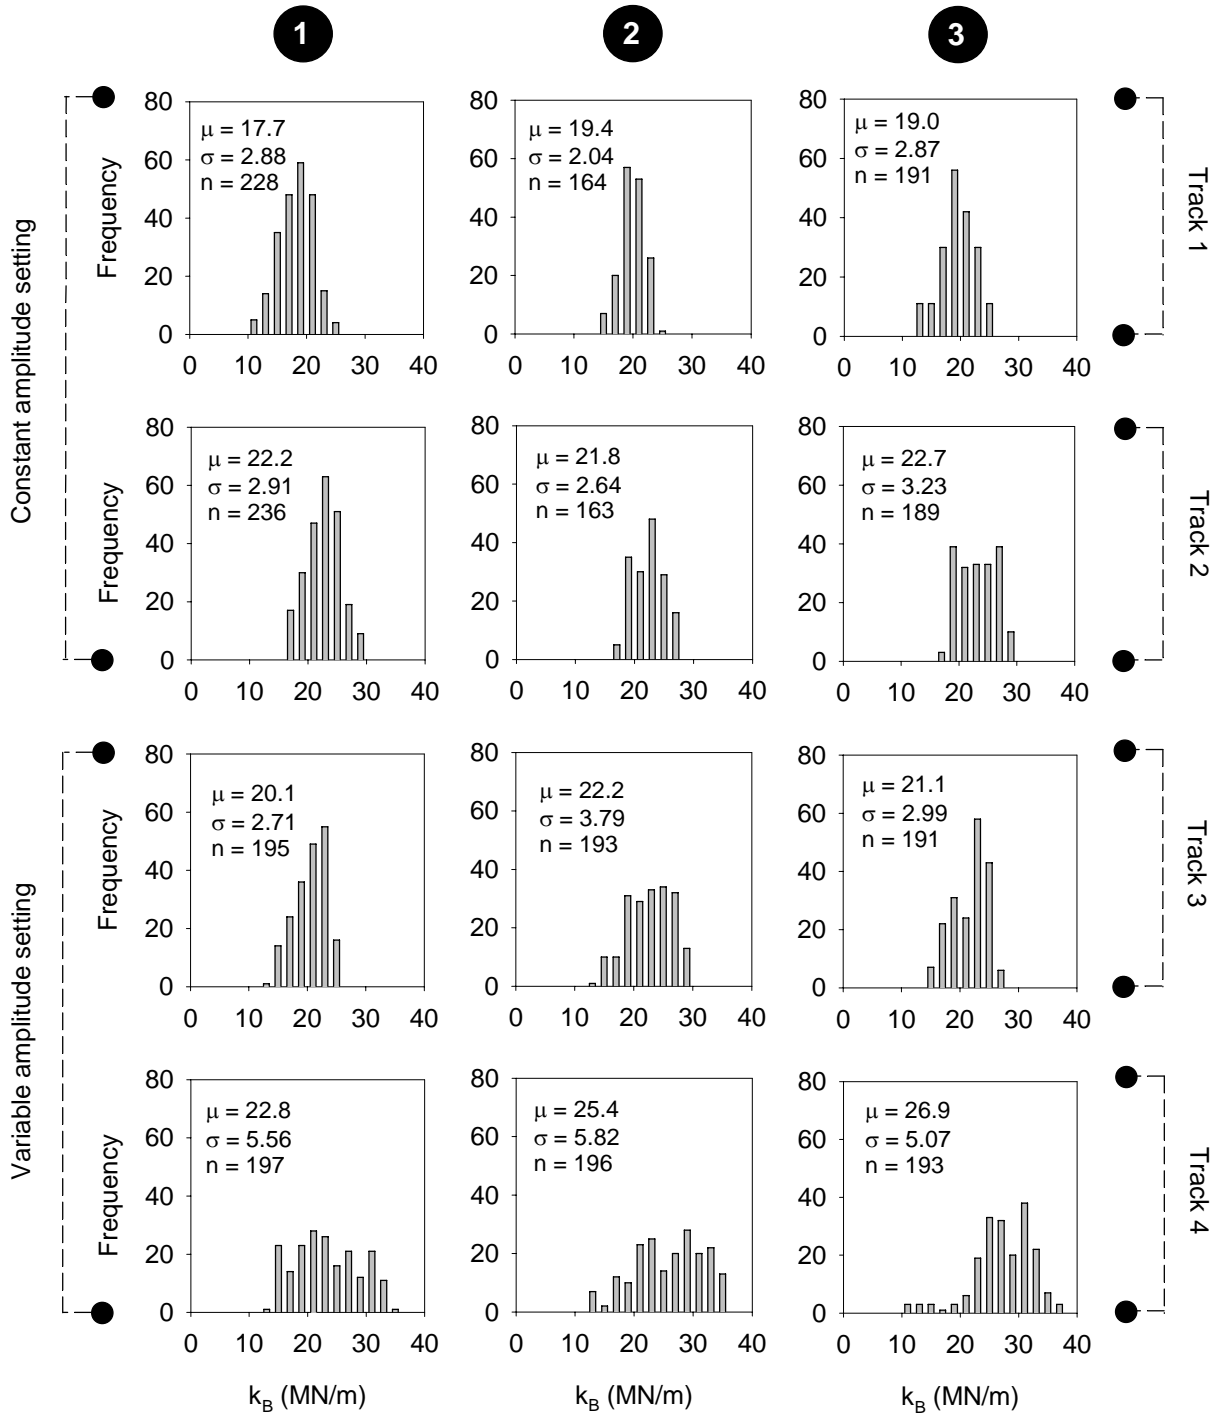 1
2
3
Constant amplitude setting
Variable amplitude setting
Track 1
Track 2
Track 3
Track 4
Frequency
80
60
40
20
0
μ = 17.7
σ = 2.88
n = 228
0 10 20 30 40
80
60
40
20
0
μ = 19.4
σ = 2.04
n = 164
0 10 20 30 40
80
60
40
20
0
μ = 19.0
σ = 2.87
n = 191
0 10 20 30 40
Frequency
80
60
40
20
0
μ = 22.2
σ = 2.91
n = 236
0 10 20 30 40
80
60
40
20
0
μ = 21.8
σ = 2.64
n = 163
0 10 20 30 40
80
60
40
20
0
μ = 22.7
σ = 3.23
n = 189
0 10 20 30 40
Frequency
80
60
40
20
0
μ = 20.1
σ = 2.71
n = 195
0 10 20 30 40
80
60
40
20
0
μ = 22.2
σ = 3.79
n = 193
0 10 20 30 40
80
60
40
20
0
μ = 21.1
σ = 2.99
n = 191
0 10 20 30 40
Frequency
80
60
40
20
0
μ = 22.8
σ = 5.56
n = 197
0 10 20 30 40
k_B (MN/m)
80
60
40
20
0
μ = 25.4
σ = 5.82
n = 196
0 10 20 30 40
k_B (MN/m)
80
60
40
20
0
μ = 26.9
σ = 5.07
n = 193
0 10 20 30 40
k_B (MN/m)